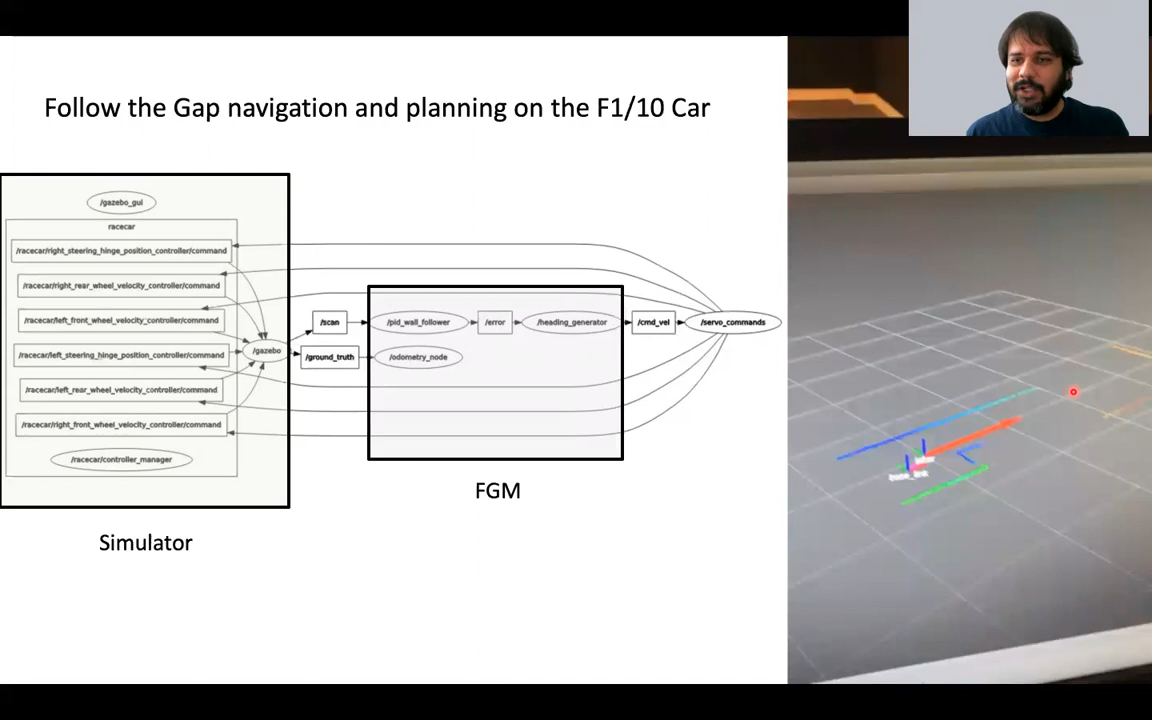 Follow the Gap navigation and planning on the F1/10 Car
/gazebo_gui
racecar
/racecar/right_steering_hinge_position_controller/command
/racecar/right_rear_wheel_velocity_controller/command
/racecar/left_front_wheel_velocity_controller/command
/racecar/left_steering_hinge_position_controller/command
/racecar/left_rear_wheel_velocity_controller/command
/racecar/right_front_wheel_velocity_controller/command
/racecar/controller_manager
/gazebo
/scan
/ground_truth
/pid_wall_follower
/error
/heading_generator
/odometry_node
/cmd_vel
/servo_commands
FGM
Simulator